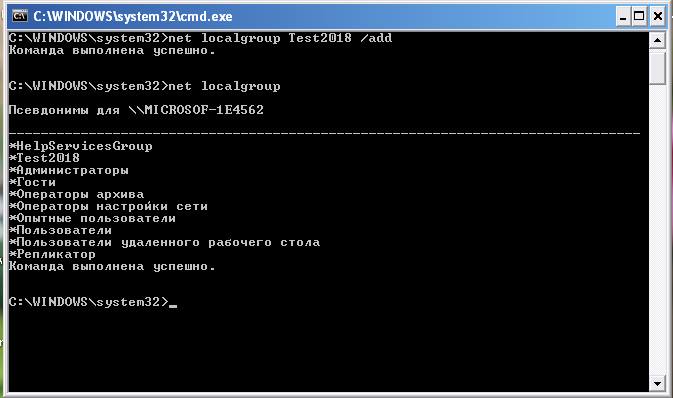 C:\WINDOWS\system32\cmd.exe
C:\WINDOWS\system32>net localgroup Test2018 /add
Команда выполнена успешно.
C:\WINDOWS\system32>net localgroup
Псевдонимы для \\MICROSOF-1E4562
-------------------------------------------------------------------------------
*HelpServicesGroup
*Test2018
*Администраторы
*Гости
*Операторы архива
*Операторы настройки сети
*Опытные пользователи
*Пользователи
*Пользователи удаленного рабочего стола
*Репликатор
Команда выполнена успешно.
C:\WINDOWS\system32>_